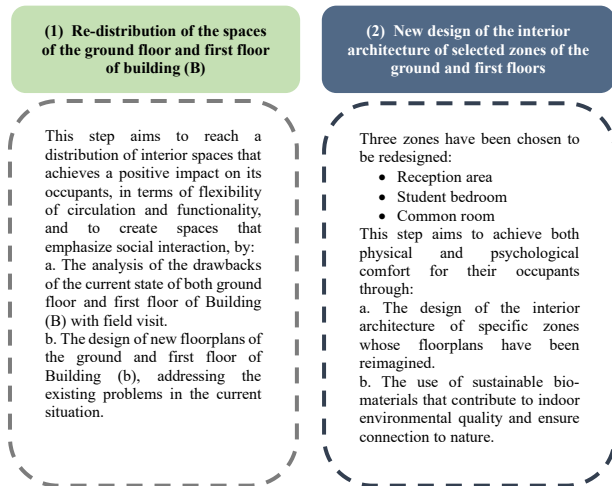 (1) Re-distribution of the spaces
of the ground floor and first floor
of building (B)
This step aims to reach a
distribution of interior spaces that
achieves a positive impact on its
occupants, in terms of flexibility
of circulation and functionality,
and to create spaces that
emphasize social interaction, by:
a. The analysis of the drawbacks
of the current state of both ground
floor and first floor of Building
(B) with field visit.
b. The design of new floorplans of
the ground and first floor of
Building (b), addressing the
existing problems in the current
situation.
(2) New design of the interior
architecture of selected zones of the
ground and first floors
Three zones have been chosen to
be redesigned:
• Reception area
• Student bedroom
• Common room
This step aims to achieve both
physical and psychological
comfort for their occupants
through:
a. The design of the interior
architecture of specific zones
whose floorplans have been
reimagined.
b. The use of sustainable bio-
materials that contribute to indoor
environmental quality and ensure
connection to nature.